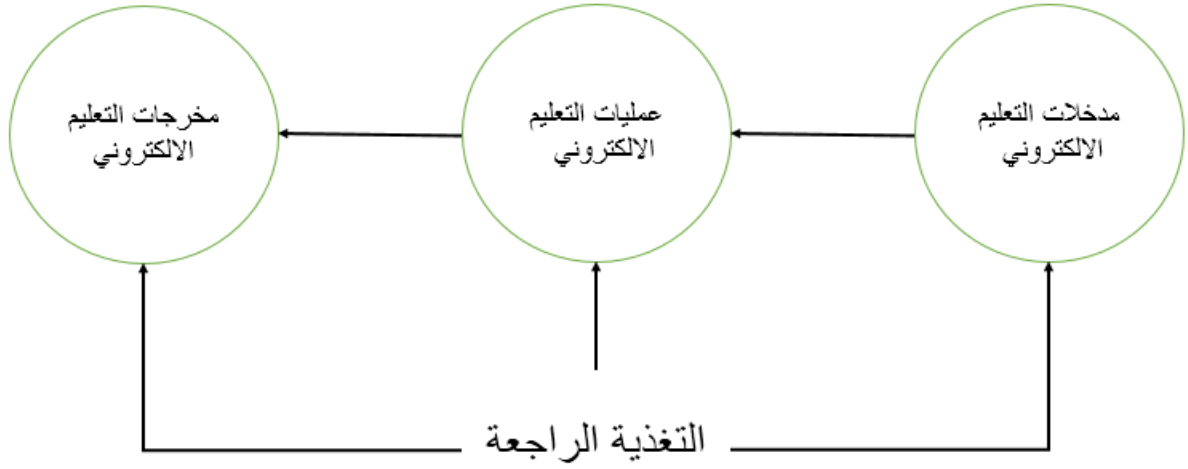 مدخلات التعليم
الالكتروني
عمليات التعليم
الالكتروني
مخرجات التعليم
الالكتروني
التغذية الراجعة